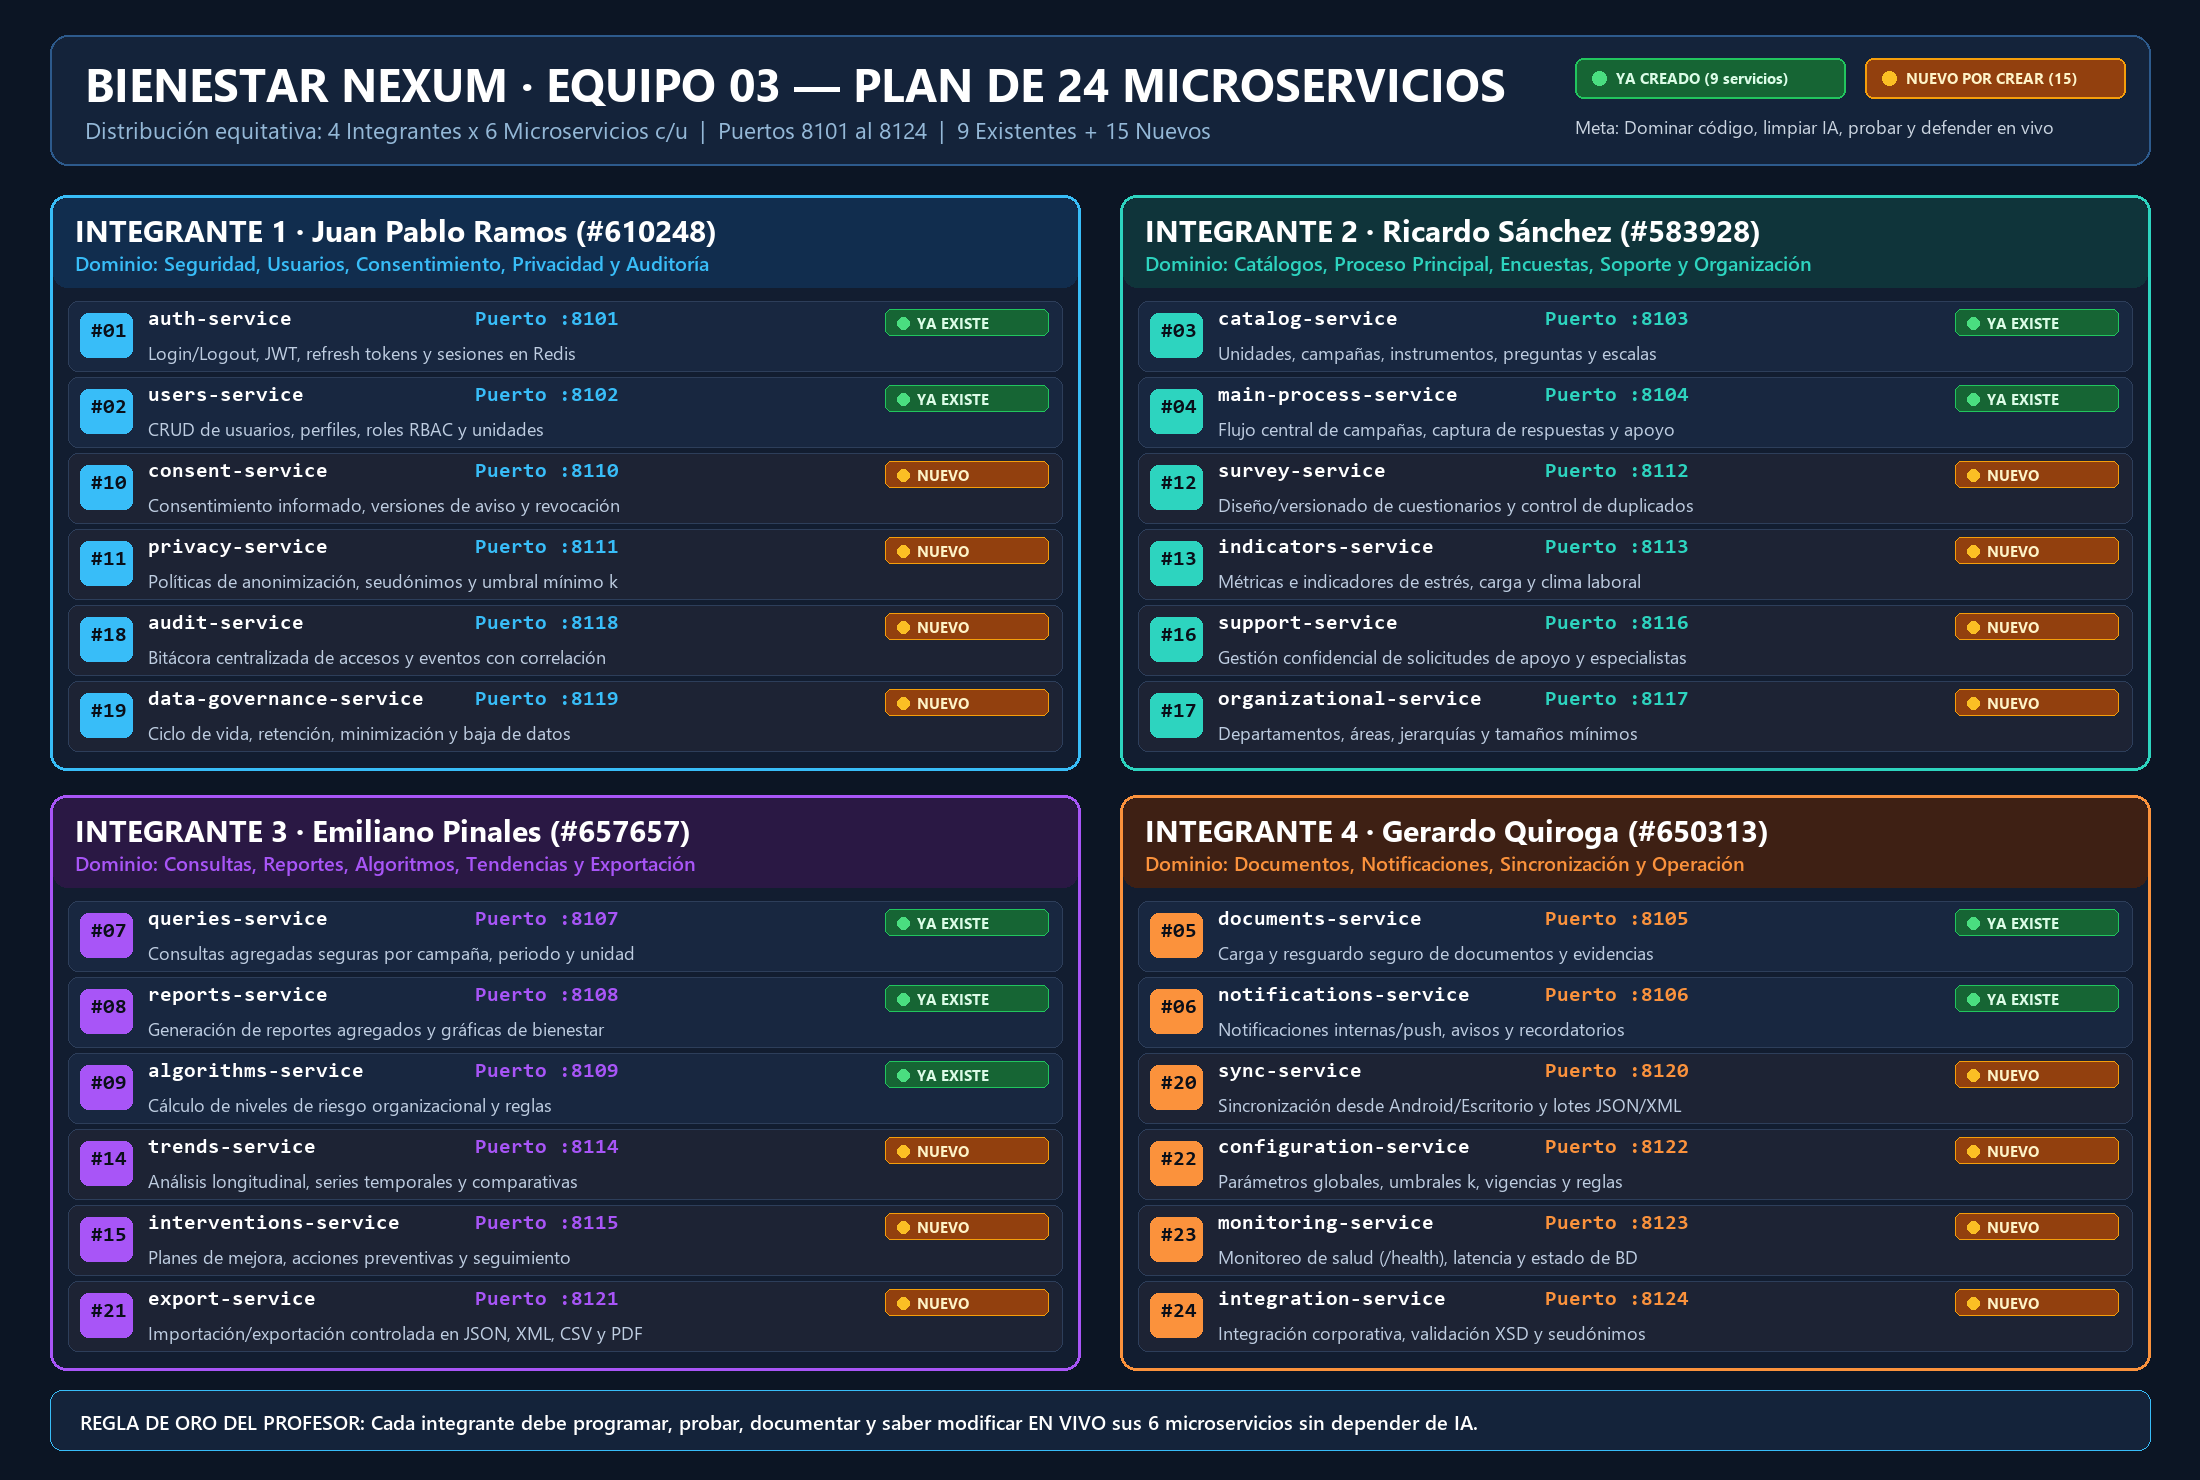 BIENESTAR NEXUM · EQUIPO 03 — PLAN DE 24 MICROSERVICIOS
Distribución equitativa: 4 Integrantes x 6 Microservicios c/u | Puertos 8101 al 8124 | 9 Existentes + 15 Nuevos
YA CREADO (9 servicios)
NUEVO POR CREAR (15)
Meta: Dominar código, limpiar IA, probar y defender en vivo
INTEGRANTE 1 · Juan Pablo Ramos (#610248)
Dominio: Seguridad, Usuarios, Consentimiento, Privacidad y Auditoría
#01 auth-service Puerto :8101 YA EXISTE
Login/Logout, JWT, refresh tokens y sesiones en Redis
#02 users-service Puerto :8102 YA EXISTE
CRUD de usuarios, perfiles, roles RBAC y unidades
#10 consent-service Puerto :8110 NUEVO
Consentimiento informado, versiones de aviso y revocación
#11 privacy-service Puerto :8111 NUEVO
Políticas de anonimización, seudónimos y umbral mínimo k
#18 audit-service Puerto :8118 NUEVO
Bitácora centralizada de accesos y eventos con correlación
#19 data-governance-service Puerto :8119 NUEVO
Ciclo de vida, retención, minimización y baja de datos
INTEGRANTE 2 · Ricardo Sánchez (#583928)
Dominio: Catálogos, Proceso Principal, Encuestas, Soporte y Organización
#03 catalog-service Puerto :8103 YA EXISTE
Unidades, campañas, instrumentos, preguntas y escalas
#04 main-process-service Puerto :8104 YA EXISTE
Flujo central de campañas, captura de respuestas y apoyo
#12 survey-service Puerto :8112 NUEVO
Diseño/versionado de cuestionarios y control de duplicados
#13 indicators-service Puerto :8113 NUEVO
Métricas e indicadores de estrés, carga y clima laboral
#16 support-service Puerto :8116 NUEVO
Gestión confidencial de solicitudes de apoyo y especialistas
#17 organizational-service Puerto :8117 NUEVO
Departamentos, áreas, jerarquías y tamaños mínimos
INTEGRANTE 3 · Emiliano Pinales (#657657)
Dominio: Consultas, Reportes, Algoritmos, Tendencias y Exportación
#07 queries-service Puerto :8107 YA EXISTE
Consultas agregadas seguras por campaña, periodo y unidad
#08 reports-service Puerto :8108 YA EXISTE
Generación de reportes agregados y gráficas de bienestar
#09 algorithms-service Puerto :8109 YA EXISTE
Cálculo de niveles de riesgo organizacional y reglas
#14 trends-service Puerto :8114 NUEVO
Análisis longitudinal, series temporales y comparativas
#15 interventions-service Puerto :8115 NUEVO
Planes de mejora, acciones preventivas y seguimiento
#21 export-service Puerto :8121 NUEVO
Importación/exportación controlada en JSON, XML, CSV y PDF
INTEGRANTE 4 · Gerardo Quiroga (#650313)
Dominio: Documentos, Notificaciones, Sincronización y Operación
#05 documents-service Puerto :8105 YA EXISTE
Carga y resguardo seguro de documentos y evidencias
#06 notifications-service Puerto :8106 YA EXISTE
Notificaciones internas/push, avisos y recordatorios
#20 sync-service Puerto :8120 NUEVO
Sincronización desde Android/Escritorio y lotes JSON/XML
#22 configuration-service Puerto :8122 NUEVO
Parámetros globales, umbrales k, vigencias y reglas
#23 monitoring-service Puerto :8123 NUEVO
Monitoreo de salud (/health), latencia y estado de BD
#24 integration-service Puerto :8124 NUEVO
Integración corporativa, validación XSD y seudónimos
REGLA DE ORO DEL PROFESOR: Cada integrante debe programar, probar, documentar y saber modificar EN VIVO sus 6 microservicios sin depender de IA.